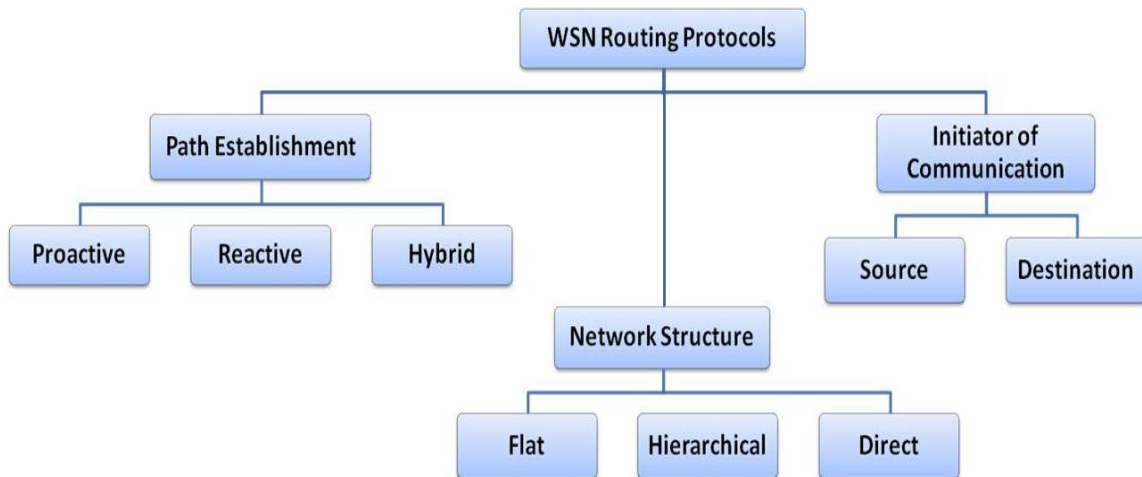 WSN Routing Protocols
Path Establishment
Initiator of
Communication
Proactive
Reactive
Hybrid
Source
Destination
Network Structure
Flat
Hierarchical
Direct